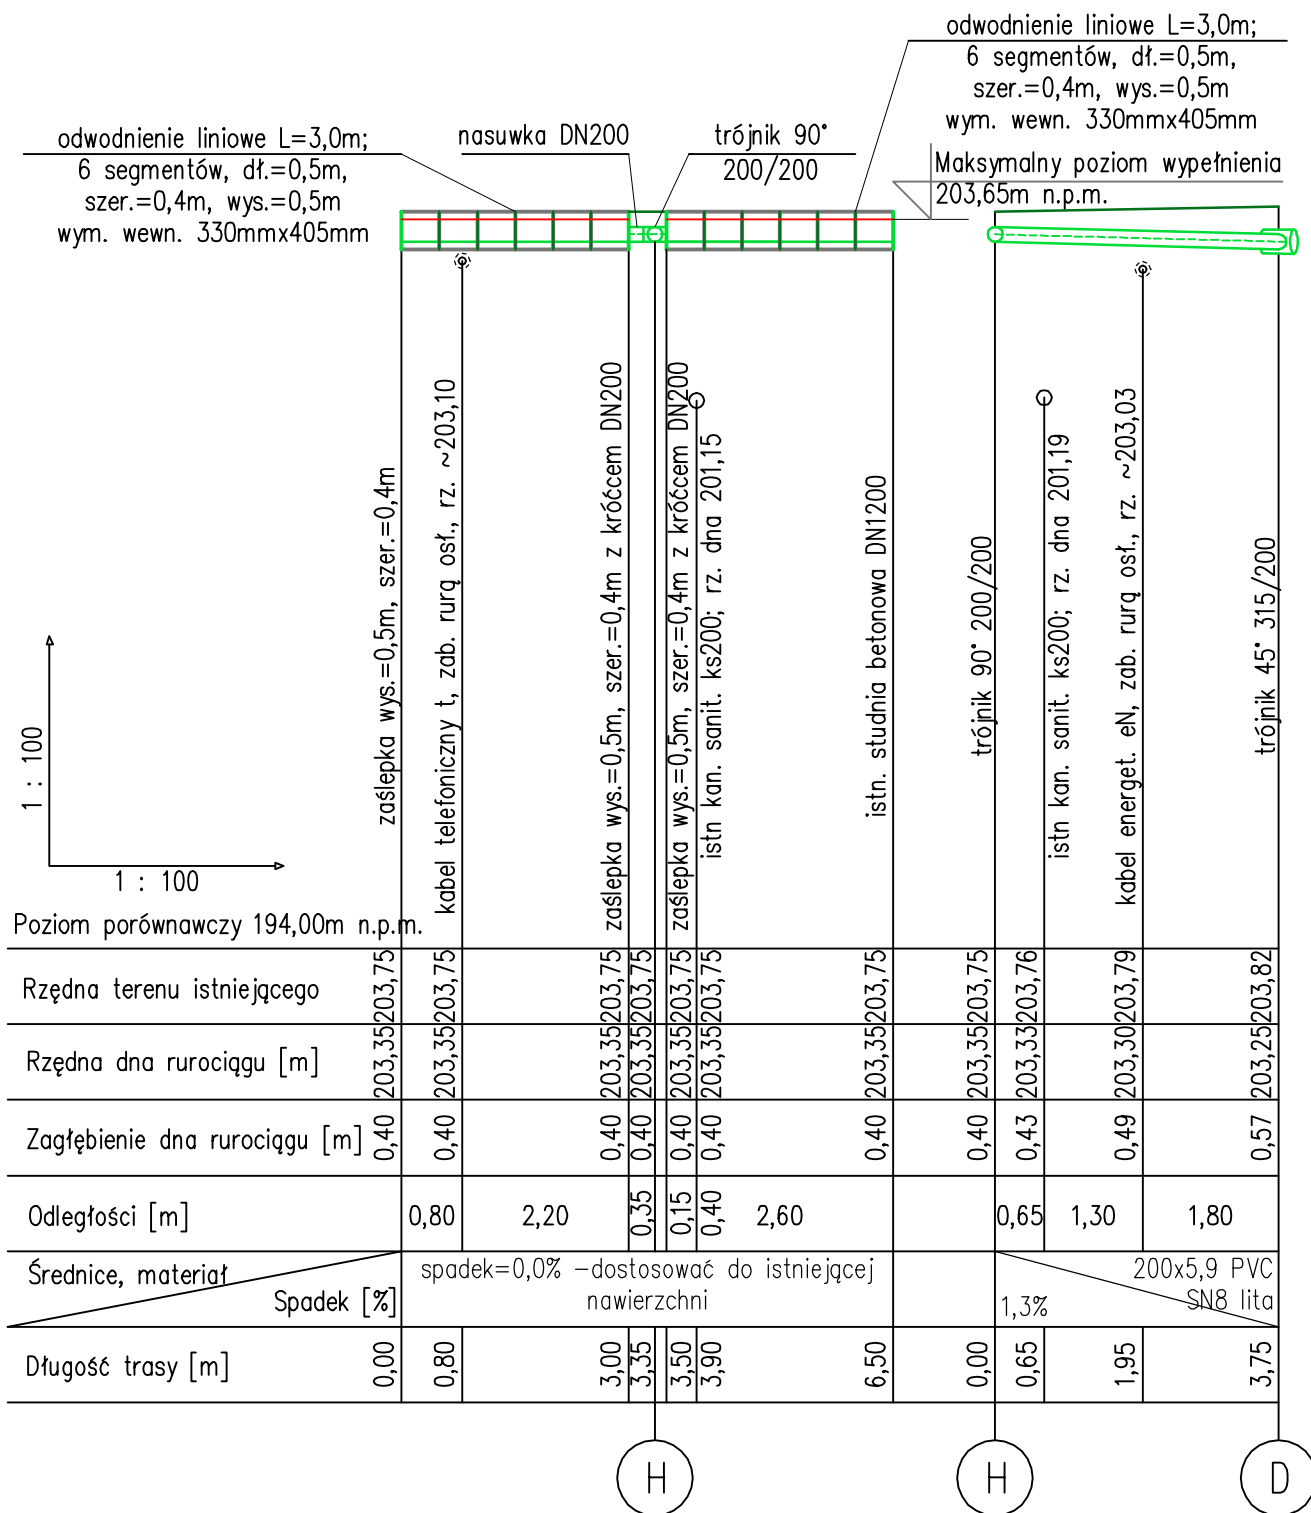 odwodnienie liniowe L=3,0m;
6 segmentów, dł.=0,5m,
szer.=0,4m, wys.=0,5m
wym. wewn. 330mmx405mm
odwodnienie liniowe L=3,0m;
6 segmentów, dł.=0,5m,
szer.=0,4m, wys.=0,5m
wym. wewn. 330mmx405mm
nasuwka DN200
trójnik 90°
200/200
Maksymalny poziom wypełnienia
203,65m n.p.m.
zaślepka wys.=0,5m, szer.=0,4m
kabel telefoniczny t, zab. rurą osł., rz. ~203,10
zaślepka wys.=0,5m, szer.=0,4m z króćcem DN200
zaślepka wys.=0,5m, szer.=0,4m z króćcem DN200
istn kan. sanit. ks200; rz. dna 201,15
istn. studnia betonowa DN1200
trójnik 90° 200/200
istn kan. sanit. ks200; rz. dna 201,19
kabel energet. eN, zab. rurą osł., rz. ~203,03
trójnik 45° 315/200
1 : 100
1 : 100
Poziom porównawczy 194,00m n.p.m.
Rzędna terenu istniejącego 203,75 203,75 203,75 203,75 203,75 203,75 203,75 203,75 203,76 203,79 203,82
Rzędna dna rurociągu [m] 203,35 203,35 203,35 203,35 203,35 203,35 203,35 203,35 203,33 203,30 203,25
Zagłębienie dna rurociągu [m] 0,40 0,40 0,40 0,40 0,40 0,40 0,40 0,40 0,43 0,49 0,57
Odległości [m] 0,80 2,20 0,35 0,15 0,40 2,60 0,65 1,30 1,80
Średnice, materiał
Spadek [%]
spadek=0,0% –dostosować do istniejącej
nawierzchni
200x5,9 PVC
SN8 lita
1,3%
Długość trasy [m] 0,00 0,80 3,00 3,35 3,50 3,90 6,50 0,00 0,65 1,95 3,75
H H D